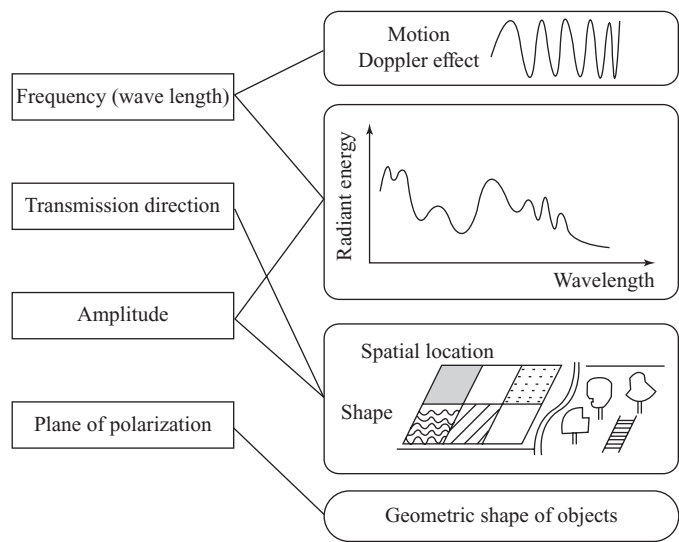 Frequency (wave length)
Transmission direction
Amplitude
Plane of polarization
Motion
Doppler effect
Radiant energy
Wavelength
Spatial location
Shape
Geometric shape of objects